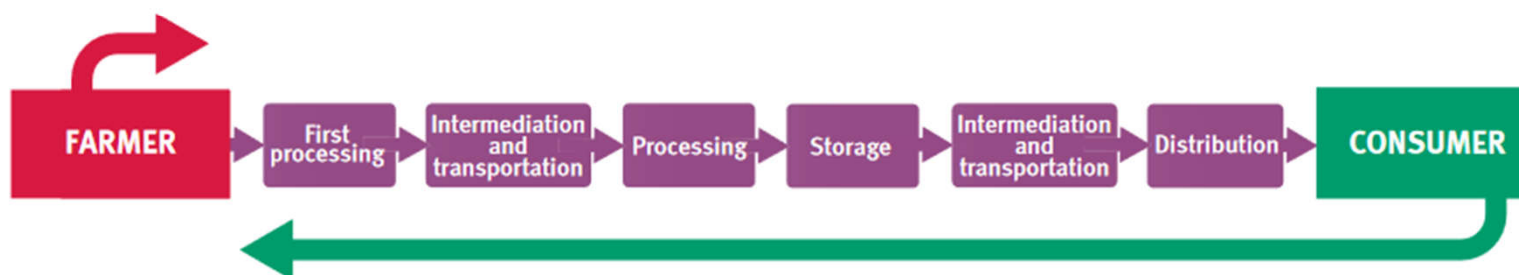 FARMER
First
processing
Intermediation
and
transportation
Processing
Storage
Intermediation
and
transportation
Distribution
CONSUMER